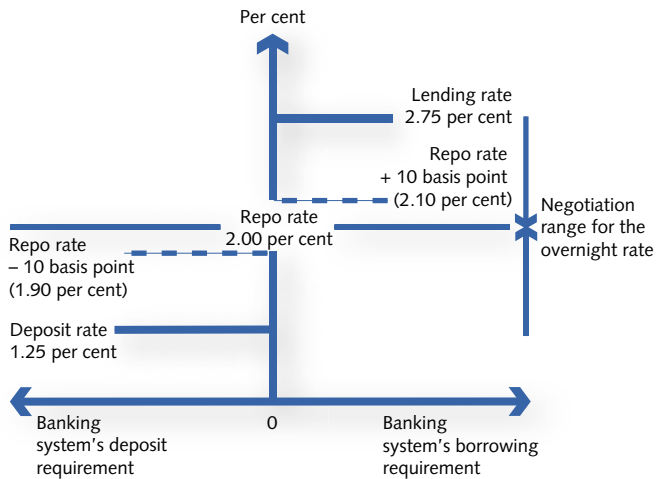 Per cent
Lending rate
2.75 per cent
Repo rate
+ 10 basis point
(2.10 per cent)
Negotiation
range for the
overnight rate
Repo rate
2.00 per cent
Repo rate
– 10 basis point
(1.90 per cent)
Deposit rate
1.25 per cent
Banking
system's deposit
requirement
0
Banking
system's borrowing
requirement